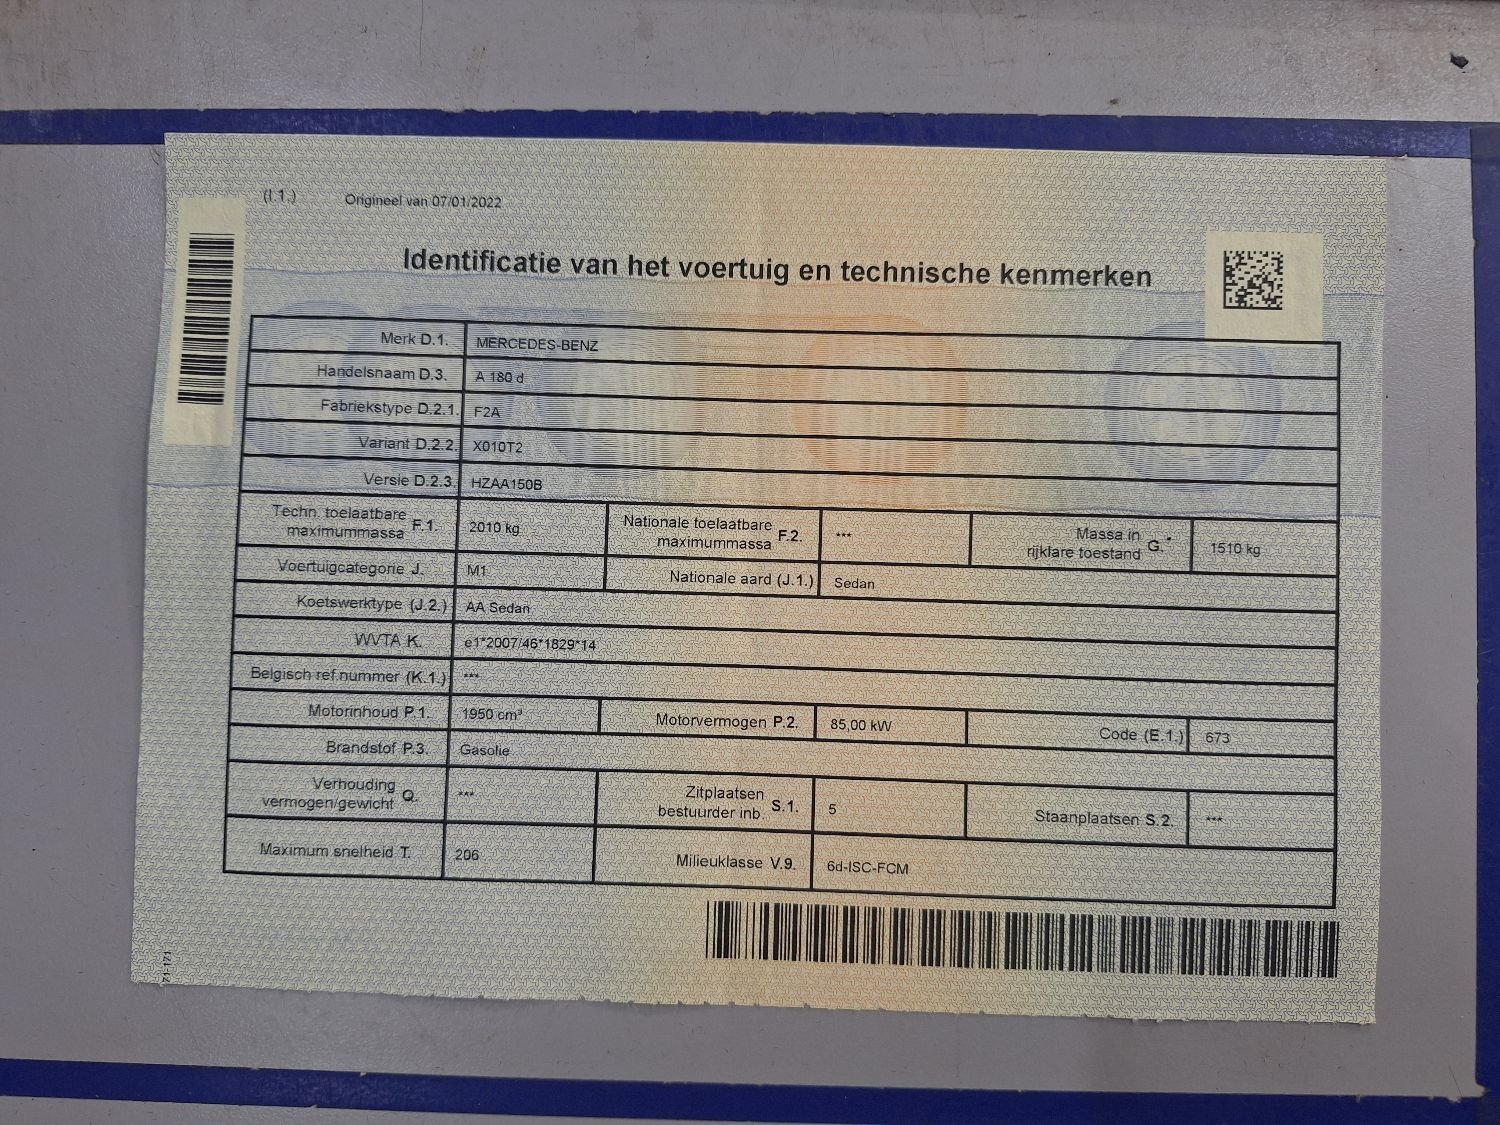 (I.1.) Origineel van 07/01/2022
Identificatie van het voertuig en technische kenmerken
Merk D.1. MERCEDES-BENZ
Handelsnaam D.3. A 180 d
Fabriekstype D.2.1. F2A
Variant D.2.2. X010T2
Versie D.2.3. HZAA150B
Techn. toelaatbare maximummassa F.1. 2010 kg Nationale toelaatbare maximummassa F.2. *** Massa in rijklare toestand G. 1510 kg
Voertuigcategorie J. M1 Nationale aard (J.1.) Sedan
Koetswerktype (J.2.) AA Sedan
WVTA K. e1*2007/46*1829*14
Belgisch ref.nummer (K.1.) ***
Motorinhoud P.1. 1950 cm³ Motorvermogen P.2. 85,00 kW Code (E.1.) 673
Brandstof P.3. Gasolie
Verhouding vermogen/gewicht Q. *** Zitplaatsen bestuurder inb. S.1. 5 Staanplaatsen S.2. ***
Maximum snelheid T. 206 Milieuklasse V.9. 6d-ISC-FCM
71-171